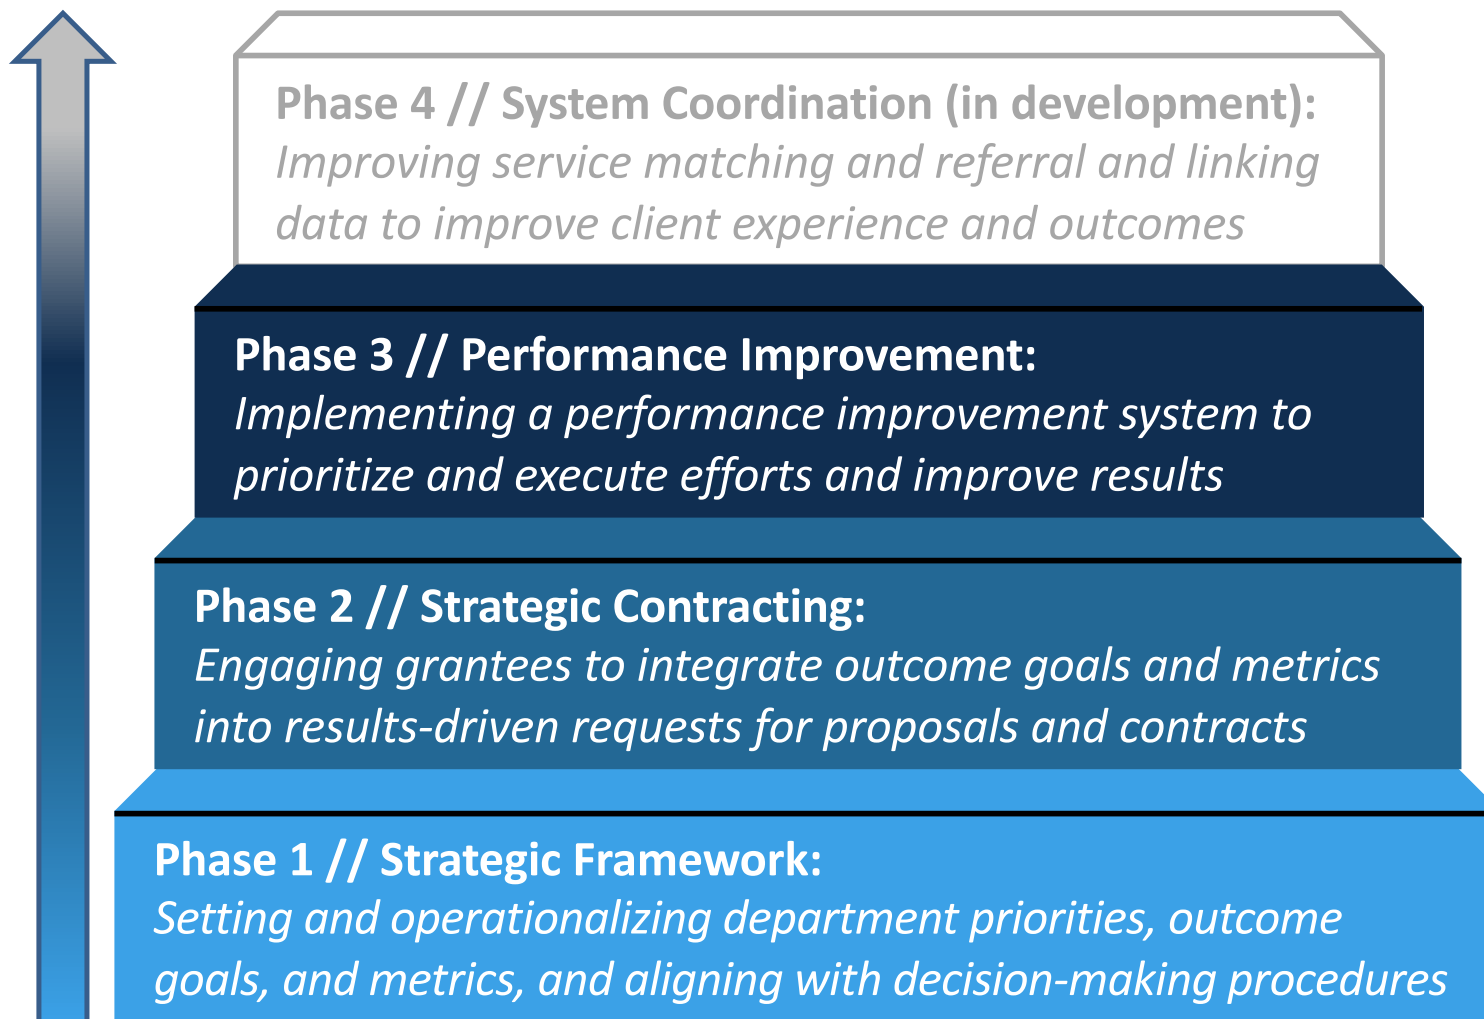 Phase 4 // System Coordination (in development):
Improving service matching and referral and linking
data to improve client experience and outcomes
Phase 3 // Performance Improvement:
Implementing a performance improvement system to
prioritize and execute efforts and improve results
Phase 2 // Strategic Contracting:
Engaging grantees to integrate outcome goals and metrics
into results-driven requests for proposals and contracts
Phase 1 // Strategic Framework:
Setting and operationalizing department priorities, outcome
goals, and metrics, and aligning with decision-making procedures